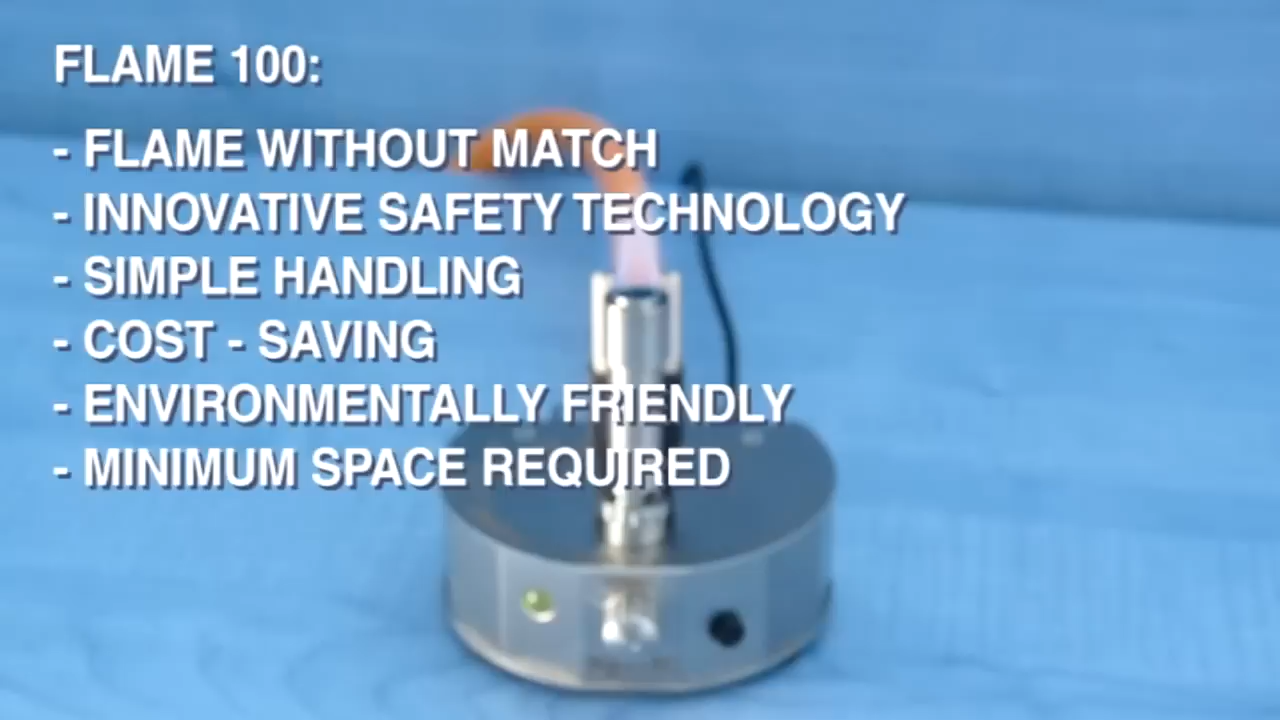 FLAME 100:
- FLAME WITHOUT MATCH
- INNOVATIVE SAFETY TECHNOLOGY
- SIMPLE HANDLING
- COST - SAVING
- ENVIRONMENTALLY FRIENDLY
- MINIMUM SPACE REQUIRED